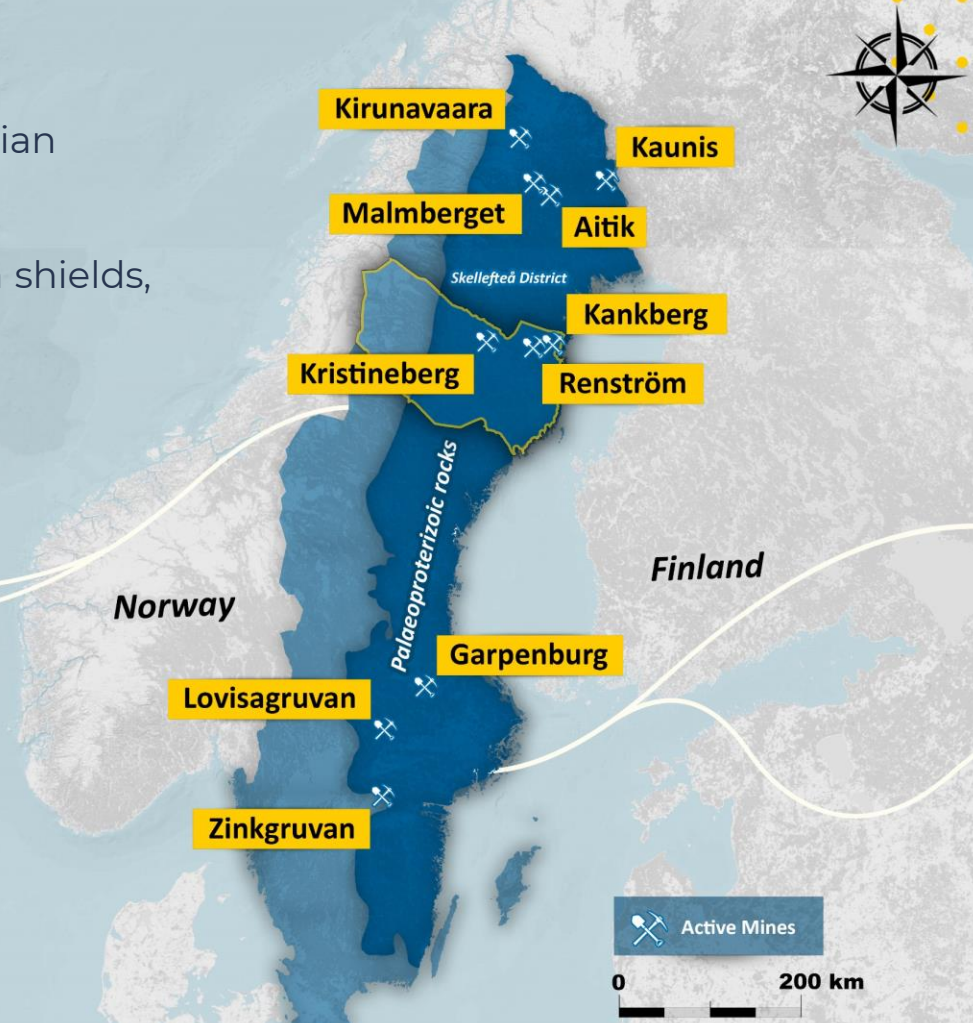 ian
shields,
Kirunavaara
Kaunis
Malmberget
Aitik
Skellefteå District
Kankberg
Kristineberg
Renström
Palaeoproterizoic rocks
Finland
Norway
Garpenburg
Lovisagruvan
Zinkgruvan
Active Mines
0 200 km